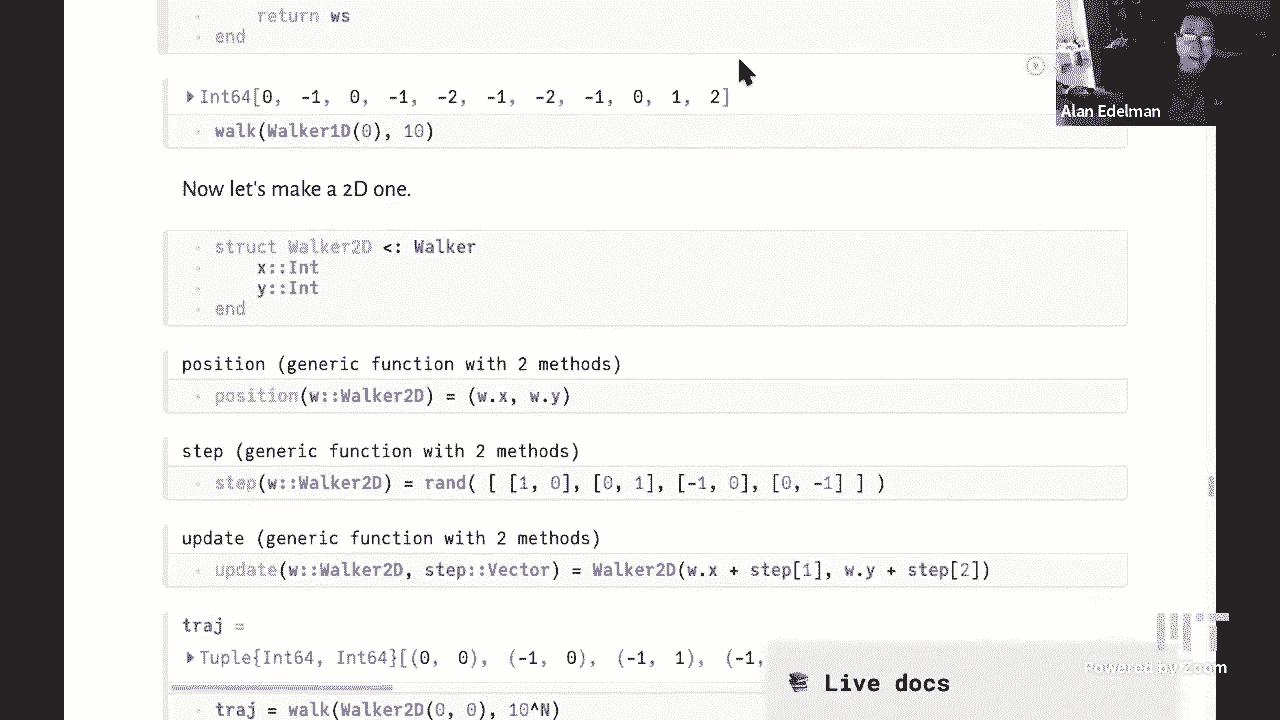 return ws
end
Int64[0, -1, 0, -1, -2, -1, -2, -1, 0, 1, 2]
walk(Walker1D(0), 10)
Alan Edelman
Now let's make a 2D one.
struct Walker2D <: Walker
x::Int
y::Int
end
position (generic function with 2 methods)
position(w::Walker2D) = (w.x, w.y)
step (generic function with 2 methods)
step(w::Walker2D) = rand( [ [1, 0], [0, 1], [-1, 0], [0, -1] ] )
update (generic function with 2 methods)
update(w::Walker2D, step::Vector) = Walker2D(w.x + step[1], w.y + step[2])
traj =
Tuple{Int64, Int64}[(0, 0), (-1, 0), (-1, 1), (-1,
traj = walk(Walker2D(0, 0), 10^N)
Live docs
MIT
Powered by Zoom